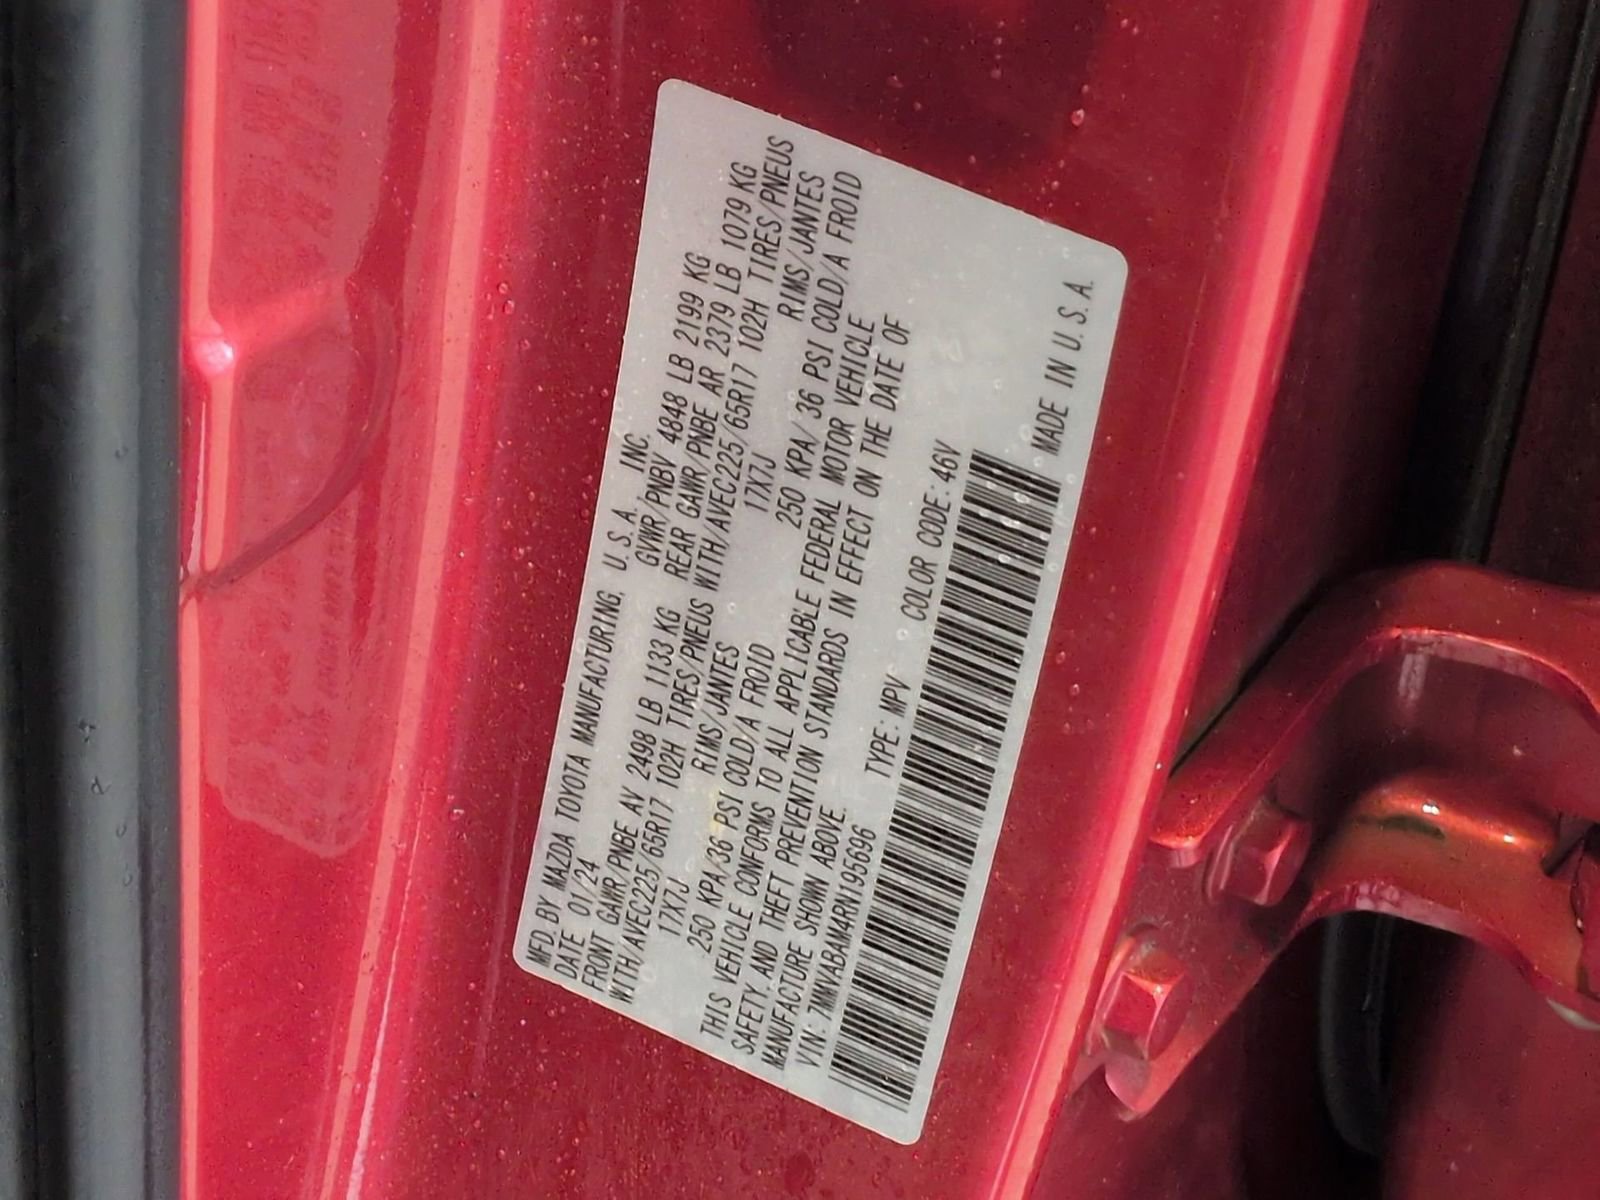 MFD. BY MAZDA TOYOTA MANUFACTURING, U.S.A. INC.
DATE 01/24 GVWR/PNBV 4848 LB 2199 KG
FRONT GAWR/PNBE AV 2498 LB 1133 KG REAR GAWR/PNBE AR 2379 LB 1079 KG
WITH/AVEC225/65R17 102H TIRES/PNEUS WITH/AVEC225/65R17 102H TIRES/PNEUS
17X7J RIMS/JANTES 17X7J RIMS/JANTES
250 KPA/36 PSI COLD/A FROID 250 KPA/36 PSI COLD/A FROID
THIS VEHICLE CONFORMS TO ALL APPLICABLE FEDERAL MOTOR VEHICLE
SAFETY, AND THEFT PREVENTION STANDARDS IN EFFECT ON THE DATE OF
MANUFACTURE SHOWN ABOVE.
VIN: 7MMVABAM4RN195696 TYPE: MPV COLOR CODE: 46V
MADE IN U.S.A.